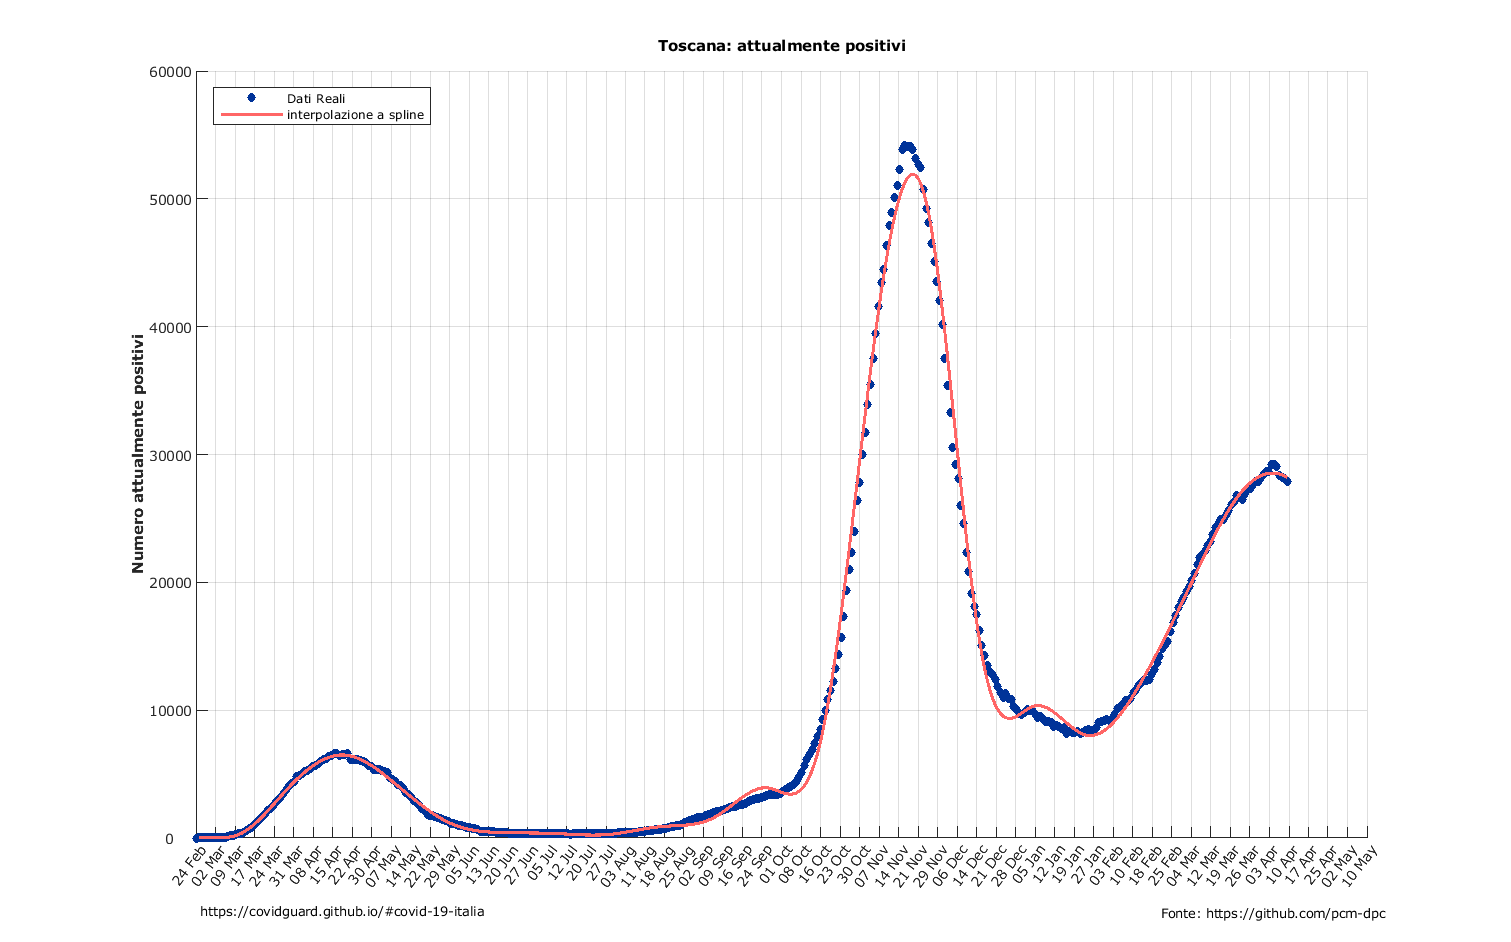 Toscana: attualmente positivi
Dati Reali
interpolazione a spline
Numero attualmente positivi
60000
50000
40000
30000
20000
10000
0
24 Feb
02 Mar
09 Mar
17 Mar
24 Mar
31 Mar
08 Apr
15 Apr
22 Apr
30 Apr
07 May
14 May
22 May
29 May
05 Jun
13 Jun
20 Jun
27 Jun
05 Jul
12 Jul
20 Jul
27 Jul
03 Aug
11 Aug
18 Aug
25 Aug
02 Sep
09 Sep
16 Sep
24 Sep
01 Oct
08 Oct
16 Oct
23 Oct
30 Oct
07 Nov
14 Nov
21 Nov
29 Nov
06 Dec
14 Dec
21 Dec
28 Dec
05 Jan
12 Jan
19 Jan
27 Jan
03 Feb
10 Feb
18 Feb
25 Feb
04 Mar
12 Mar
19 Mar
26 Mar
03 Apr
10 Apr
17 Apr
25 Apr
02 May
10 May
https://covidguard.github.io/#covid-19-italia
Fonte: https://github.com/pcm-dpc